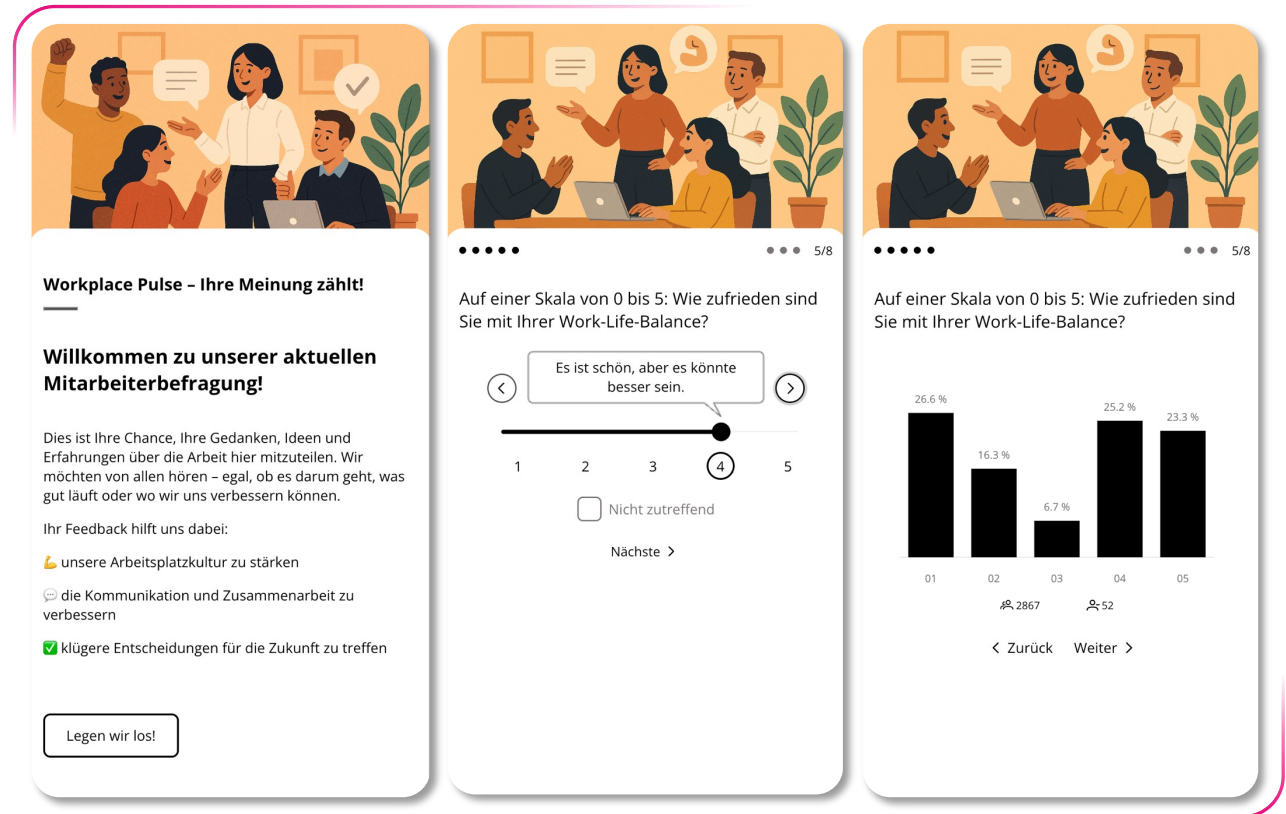 Workplace Pulse – Ihre Meinung zählt!
Willkommen zu unserer aktuellen
Mitarbeiterbefragung!
Dies ist Ihre Chance, Ihre Gedanken, Ideen und
Erfahrungen über die Arbeit hier mitzuteilen. Wir
möchten von allen hören – egal, ob es darum geht, was
gut läuft oder wo wir uns verbessern können.
Ihr Feedback hilft uns dabei:
💪 unsere Arbeitsplatzkultur zu stärken
💬 die Kommunikation und Zusammenarbeit zu
verbessern
✅ klügere Entscheidungen für die Zukunft zu treffen
Legen wir los!
5/8
Auf einer Skala von 0 bis 5: Wie zufrieden sind
Sie mit Ihrer Work-Life-Balance?
Es ist schön, aber es könnte
besser sein.
1 2 3 4 5
Nicht zutreffend
Nächste >
5/8
Auf einer Skala von 0 bis 5: Wie zufrieden sind
Sie mit Ihrer Work-Life-Balance?
26.6 % 16.3 % 6.7 % 25.2 % 23.3 %
01 02 03 04 05
2867 52
< Zurück Weiter >